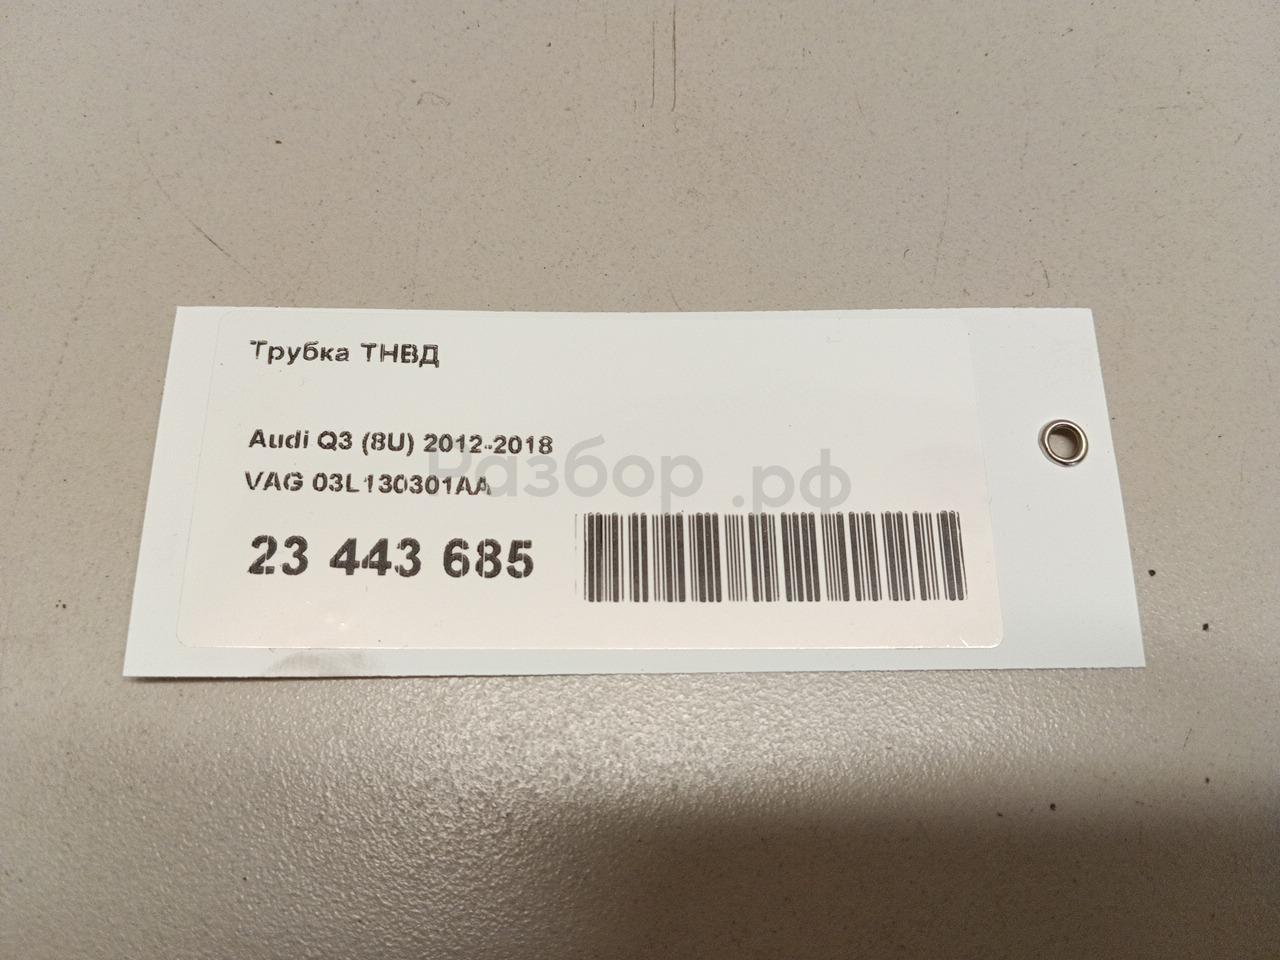 Трубка ТНВД
Audi Q3 (8U) 2012-2018
VAG 03L130301AA
Разбор.рф
23 443 685